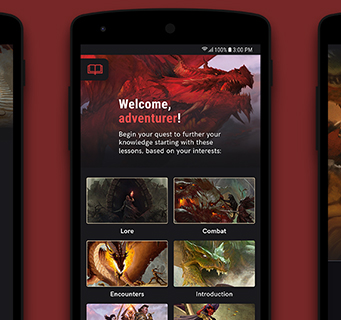 100% 3:00 PM
Welcome,
adventurer!
Begin your quest to further your
knowledge starting with these
lessons, based on your interests:
Lore Combat
Encounters Introduction